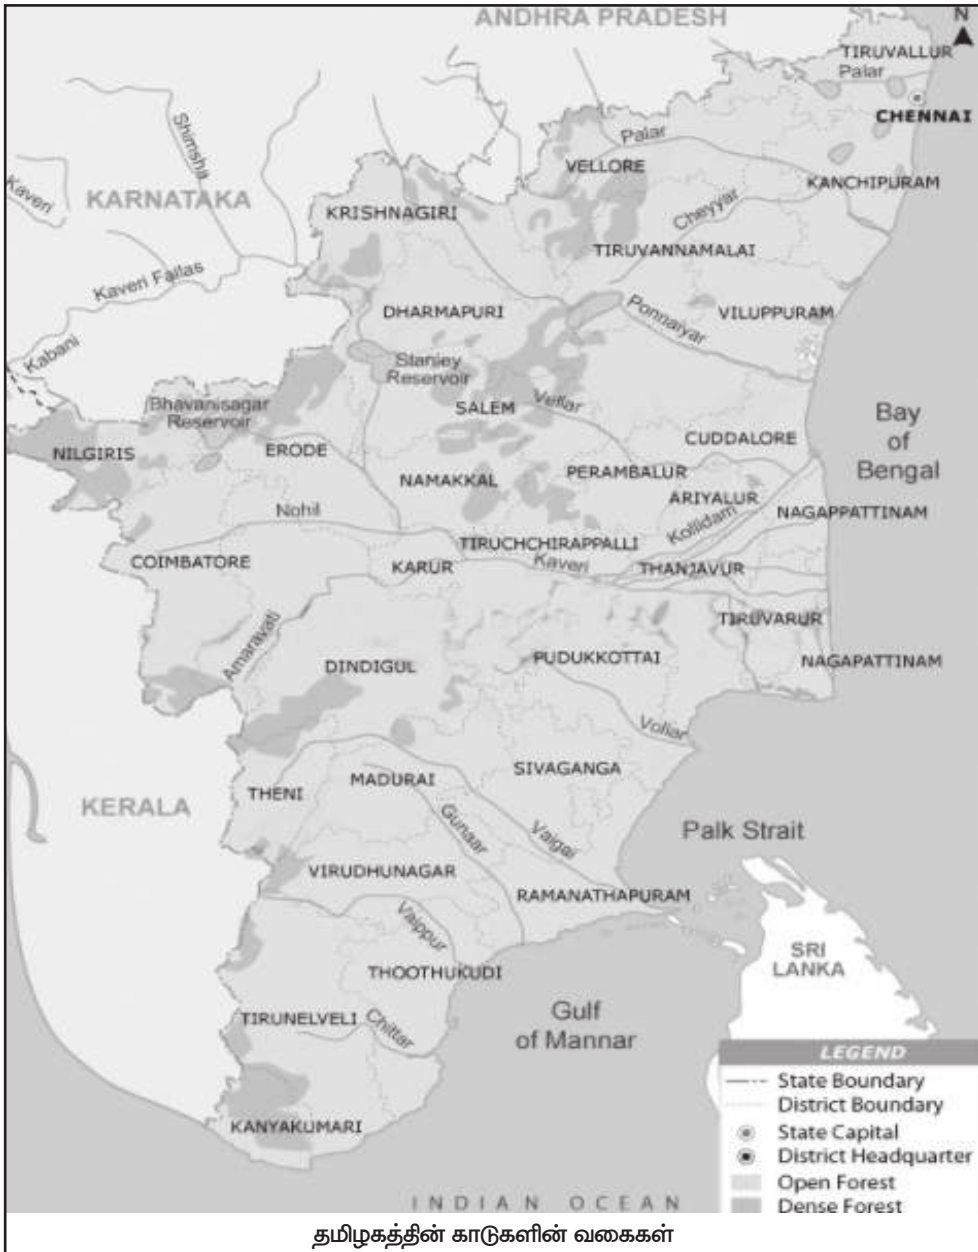 ANDHRA PRADESH
N
TIRUVALLUR
Palar
CHENNAI
Shimsha
Palar
VELLORE
Kaveri
KARNATAKA
KANCHIPURAM
KRISHNAGIRI
Cheyyar
TIRUVANNAMALAI
Kaveri Failas
DHARMAPURI
Ponnaiyar
VILUPPURAM
Kabani
Stanley
Reservoir
Bhavanisagar
Reservoir
SALEM
Vellar
Bay
of
Bengal
NILGIRIS
ERODE
CUDDALORE
NAMAKKAL
PERAMBALUR
ARIYALUR
Nohil
Kollidam
NAGAPPATTINAM
TIRUCHCHIRAPPALLI
COIMBATORE
KARUR
Kaveri
THANJAVUR
Amaravati
TIRUVARUR
DINDIGUL
PUDUKKOTTAI
NAGAPATTINAM
Voliar
THENI
MADURAI
SIVAGANGA
KERALA
Gunaar
Vaigai
Palk Strait
VIRUDHUNAGAR
RAMANATHAPURAM
Vaippur
THOOTHUKUDI
SRI
LANKA
TIRUNELVELI
Chittar
Gulf
of Mannar
KANYAKUMARI
LEGEND
State Boundary
District Boundary
State Capital
District Headquarter
Open Forest
Dense Forest
INDIAN OCEAN
தமிழகத்தின் காடுகளின் வகைகள்